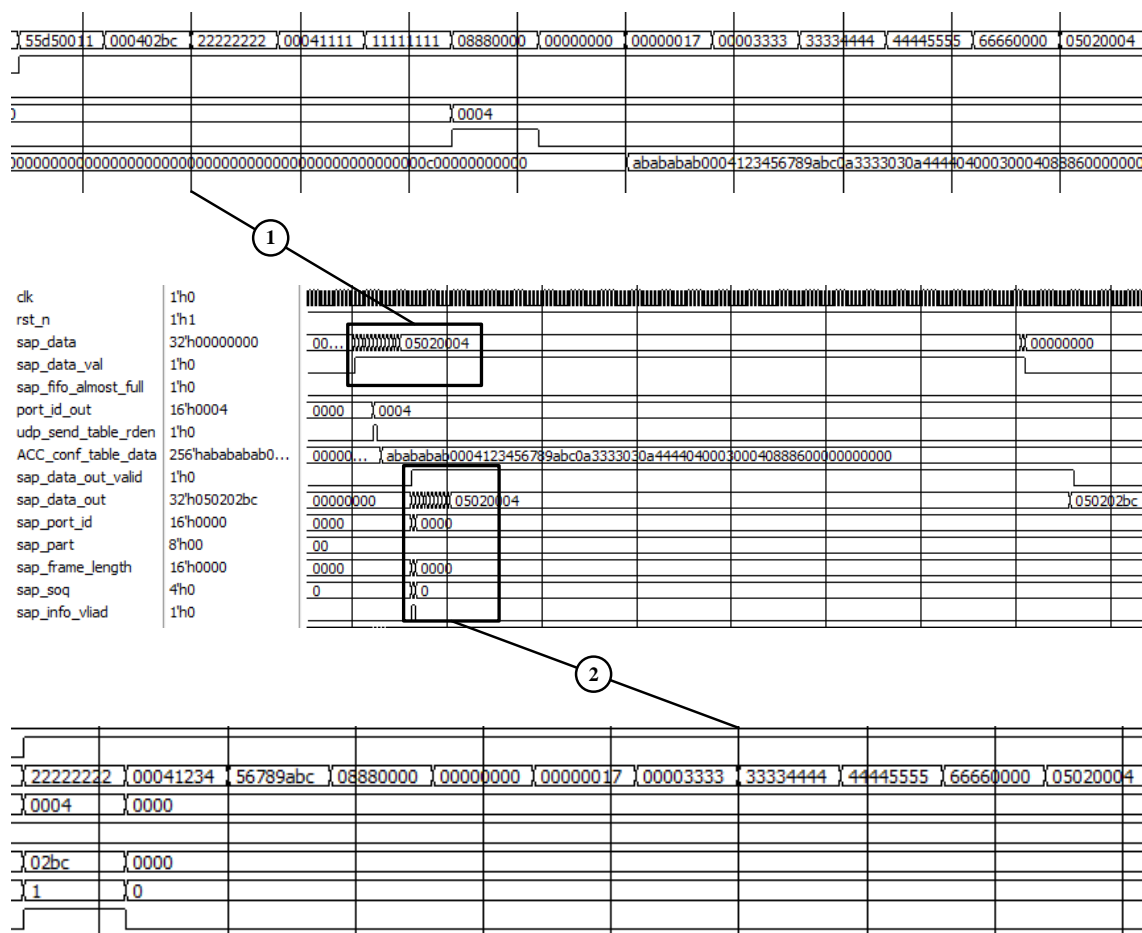 55d50011 000402bc 22222222 00041111 11111111 08880000 00000000 00000017 00003333 33334444 44445555 66660000 05020004
0004
abababab0004123456789abc0a3333030a44440400030004088860000000
1
clk 1'h0
rst_n 1'h1
sap_data 32'h00000000 00... 05020004 00000000
sap_data_val 1'h0
sap_fifo_almost_full 1'h0
port_id_out 16'h0004 0000 0004
udp_send_table_rden 1'h0
ACC_conf_table_data 256'habababab0... 00000... abababab0004123456789abc0a3333030a4444040003000408886000000000000
sap_data_out_valid 1'h0
sap_data_out 32'h050202bc 00000000 05020004 050202bc
sap_port_id 16'h0000 0000 0000
sap_part 8'h00 00
sap_frame_length 16'h0000 0000 0000
sap_soq 4'h0 0 0
sap_info_vliad 1'h0
2
22222222 00041234 56789abc 08880000 00000000 00000017 00003333 33334444 44445555 66660000 05020004
0004 0000
02bc 0000
1 0